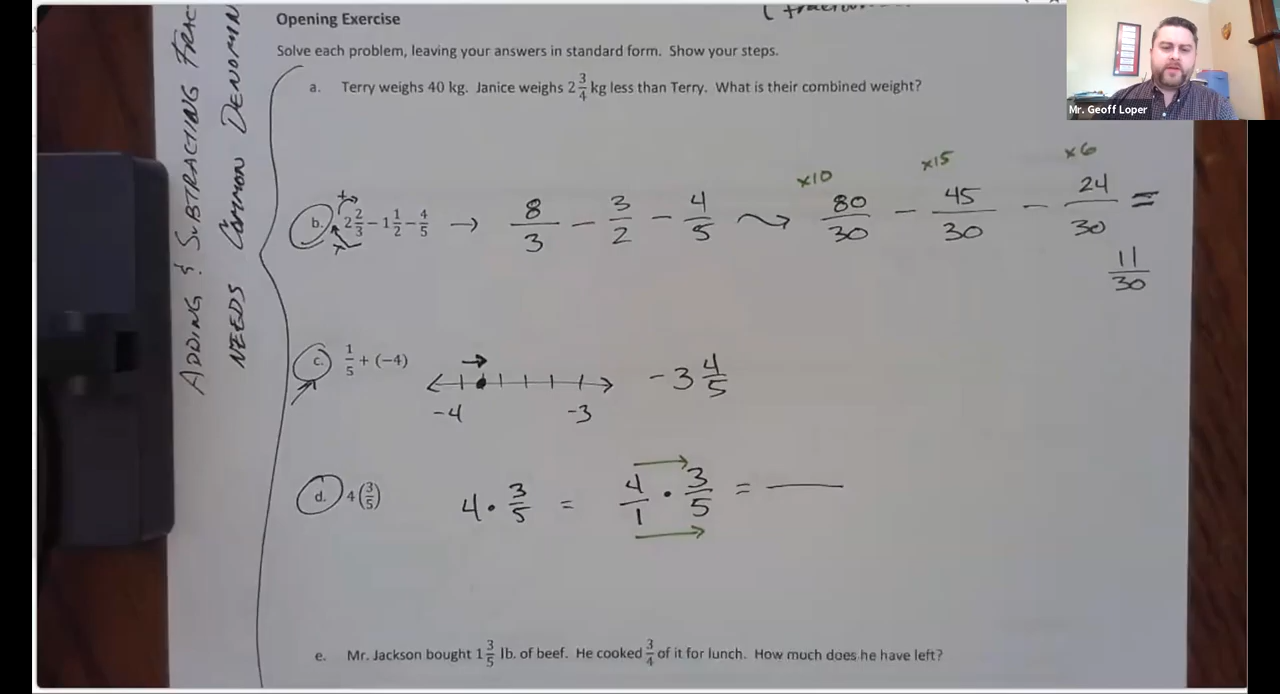 Opening Exercise
Solve each problem, leaving your answers in standard form. Show your steps.
a. Terry weighs 40 kg. Janice weighs 2 3/4 kg less than Terry. What is their combined weight?
Mr. Geoff Loper
ADDING & SUBTRACTING FRAC
NEEDS COMMON DENOMIN
×10 ×15 ×6
b. 2 2/3 − 1 1/2 − 4/5 → 8/3 − 3/2 − 4/5 → 80/30 − 45/30 − 24/30 =
11/30
c. 1/5 + (−4) −3 4/5
−4 −3
d. 4(3/5) 4 · 3/5 = 4/1 · 3/5 =
e. Mr. Jackson bought 1 3/5 lb. of beef. He cooked 3/4 of it for lunch. How much does he have left?